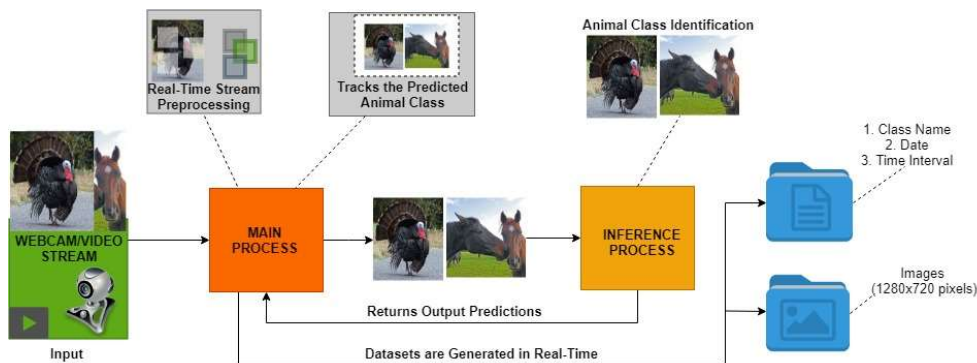 Real-Time Stream
Preprocessing
Tracks the Predicted
Animal Class
Animal Class Identification
1. Class Name
2. Date
3. Time Interval
WEBCAM/VIDEO
STREAM
Input
MAIN
PROCESS
INFERENCE
PROCESS
Returns Output Predictions
Datasets are Generated in Real-Time
Images
(1280x720 pixels)